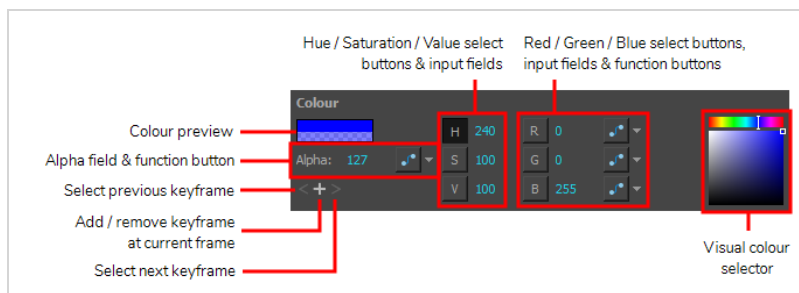 Hue / Saturation / Value select
buttons & input fields
Red / Green / Blue select buttons,
input fields & function buttons
Colour
Colour preview
H 240
R 0
Alpha field & function button
Alpha: 127
S 100
G 0
Select previous keyframe
< + >
V 100
B 255
Add / remove keyframe
at current frame
Select next keyframe
Visual colour
selector